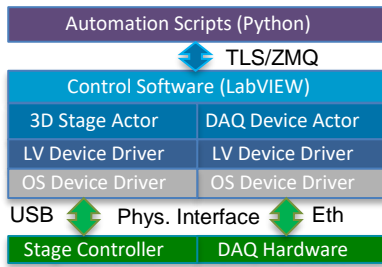 Automation Scripts (Python)
TLS/ZMQ
Control Software (LabVIEW)
3D Stage Actor DAQ Device Actor
LV Device Driver LV Device Driver
OS Device Driver OS Device Driver
USB Phys. Interface Eth
Stage Controller DAQ Hardware